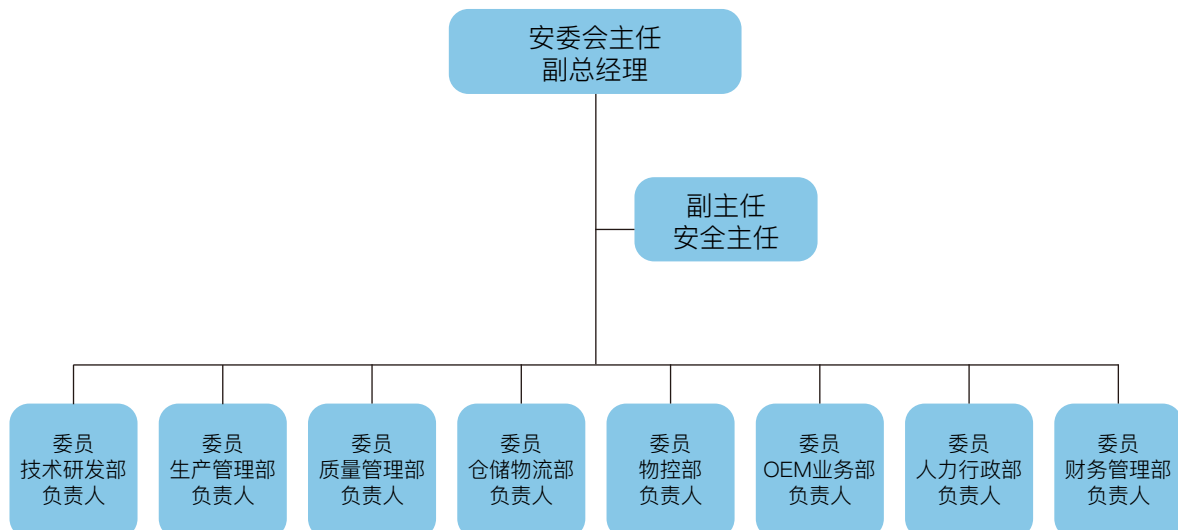 安委会主任
副总经理
副主任
安全主任
委员
技术研发部
负责人
委员
生产管理部
负责人
委员
质量管理部
负责人
委员
仓储物流部
负责人
委员
物控部
负责人
委员
OEM业务部
负责人
委员
人力行政部
负责人
委员
财务管理部
负责人